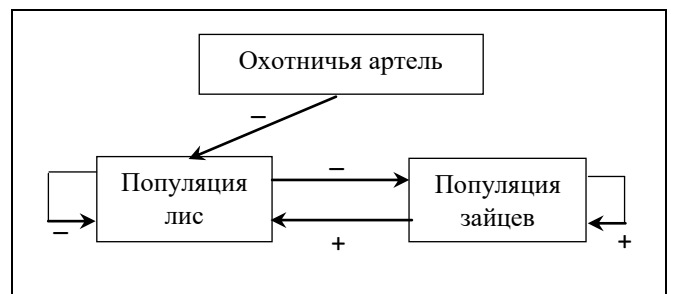 Охотничья артель
–
Популяция
лис
–
Популяция
зайцев
–
+
+